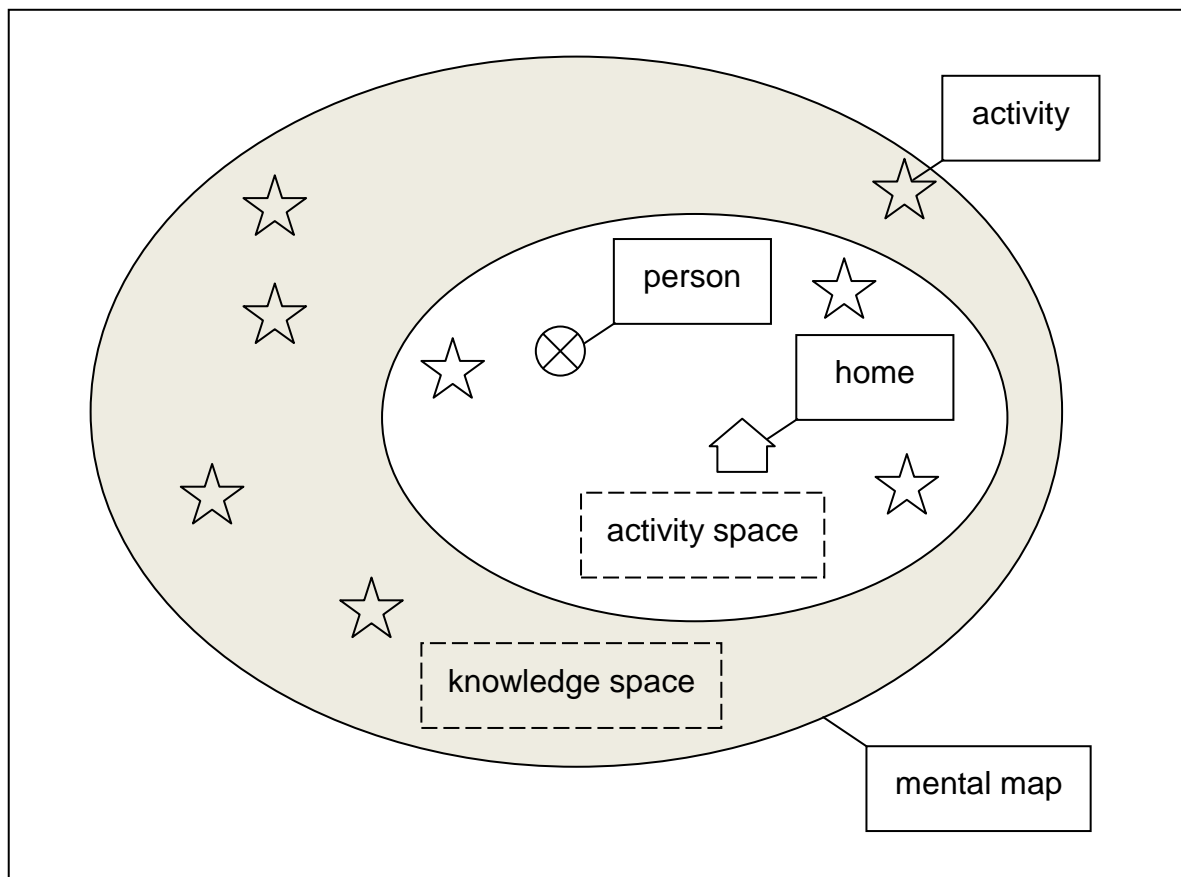 activity
person
home
activity space
knowledge space
mental map